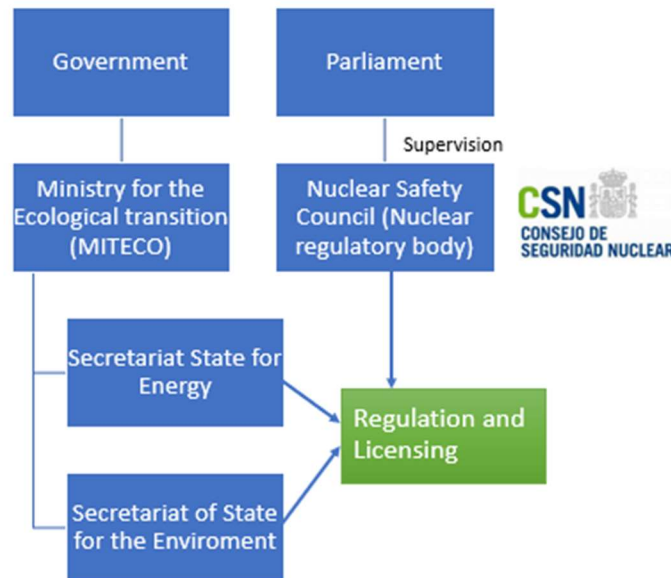 Government
Parliament
Supervision
Ministry for the
Ecological transition
(MITECO)
Nuclear Safety
Council (Nuclear
regulatory body)
CSN
CONSEJO DE
SEGURIDAD NUCLEAR
Secretariat State for
Energy
Regulation and
Licensing
Secretariat of State
for the Enviroment